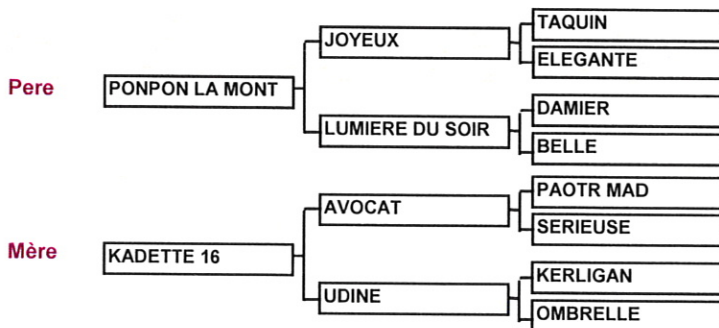 TAQUIN
JOYEUX
ELEGANTE
Pere
PONPON LA MONT
DAMIER
LUMIERE DU SOIR
BELLE
PAOTR MAD
AVOCAT
SERIEUSE
Mère
KADETTE 16
KERLIGAN
UDINE
OMBRELLE